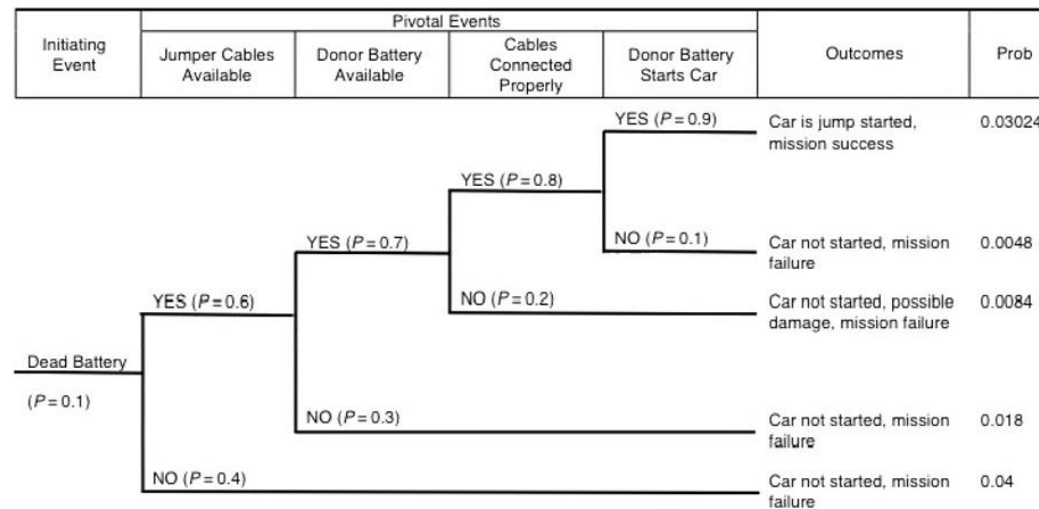 Pivotal Events
Initiating
Event
Jumper Cables
Available
Donor Battery
Available
Cables
Connected
Properly
Donor Battery
Starts Car
Outcomes
Prob
YES (P = 0.9)
Car is jump started,
mission success
0.03024
YES (P = 0.8)
YES (P = 0.7)
NO (P = 0.1)
Car not started, mission
failure
0.0048
YES (P = 0.6)
NO (P = 0.2)
Car not started, possible
damage, mission failure
0.0084
Dead Battery
(P = 0.1)
NO (P = 0.3)
Car not started, mission
failure
0.018
NO (P = 0.4)
Car not started, mission
failure
0.04